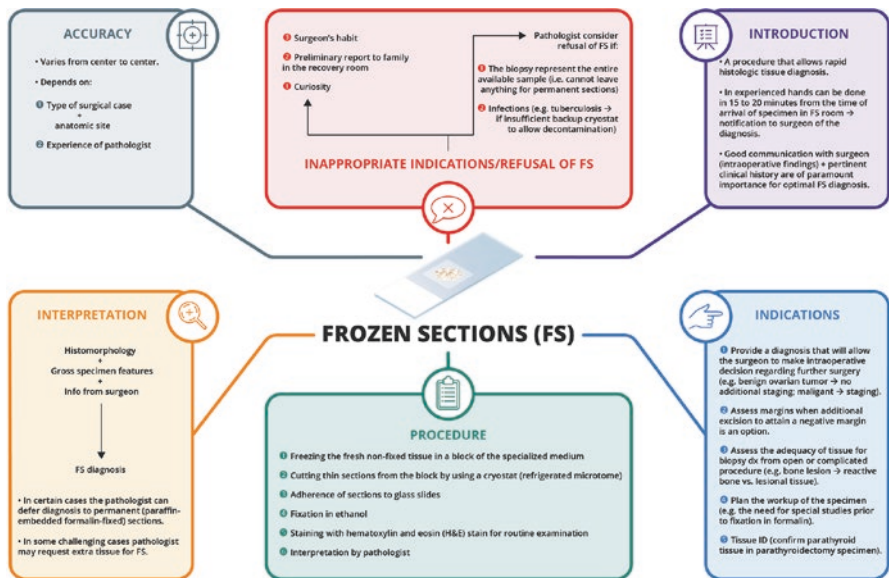 ACCURACY
• Varies from center to center.
• Depends on:
❶ Type of surgical case
+
anatomic site
❷ Experience of pathologist
❶ Surgeon's habit
❷ Preliminary report to family
in the recovery room
❸ Curiosity
Pathologist consider
refusal of FS if:
❶ The biopsy represent the entire
available sample (i.e. cannot leave
anything for permanent sections)
❷ Infections (e.g. tuberculosis →
if insufficient backup cryostat
to allow decontamination)
INAPPROPRIATE INDICATIONS/REFUSAL OF FS
INTRODUCTION
• A procedure that allows rapid
histologic tissue diagnosis.
• In experienced hands can be done
in 15 to 20 minutes from the time of
arrival of specimen in FS room →
notification to surgeon of the
diagnosis.
• Good communication with surgeon
(intraoperative findings) + pertinent
clinical history are of paramount
importance for optimal FS diagnosis.
FROZEN SECTIONS (FS)
INTERPRETATION
Histomorphology
+
Gross specimen features
+
Info from surgeon
FS diagnosis
• In certain cases the pathologist can
defer diagnosis to permanent (paraffin-
embedded formalin-fixed) sections.
• In some challenging cases pathologist
may request extra tissue for FS.
PROCEDURE
❶ Freezing the fresh non-fixed tissue in a block of the specialized medium
❷ Cutting thin sections from the block by using a cryostat (refrigerated microtome)
❸ Adherence of sections to glass slides
❹ Fixation in ethanol
❺ Staining with hematoxylin and eosin (H&E) stain for routine examination
❻ Interpretation by pathologist
INDICATIONS
❶ Provide a diagnosis that will allow
the surgeon to make intraoperative
decision regarding further surgery
(e.g. benign ovarian tumor → no
additional staging; maligant → staging).
❷ Assess margins when additional
excision to attain a negative margin
is an option.
❸ Assess the adequacy of tissue for
biopsy dx from open or complicated
procedure (e.g. bone lesion → reactive
bone vs. lesional tissue).
❹ Plan the workup of the specimen
(e.g. the need for special studies prior
to fixation in formalin).
❺ Tissue ID (confirm parathyroid
tissue in parathyroidectomy specimen).